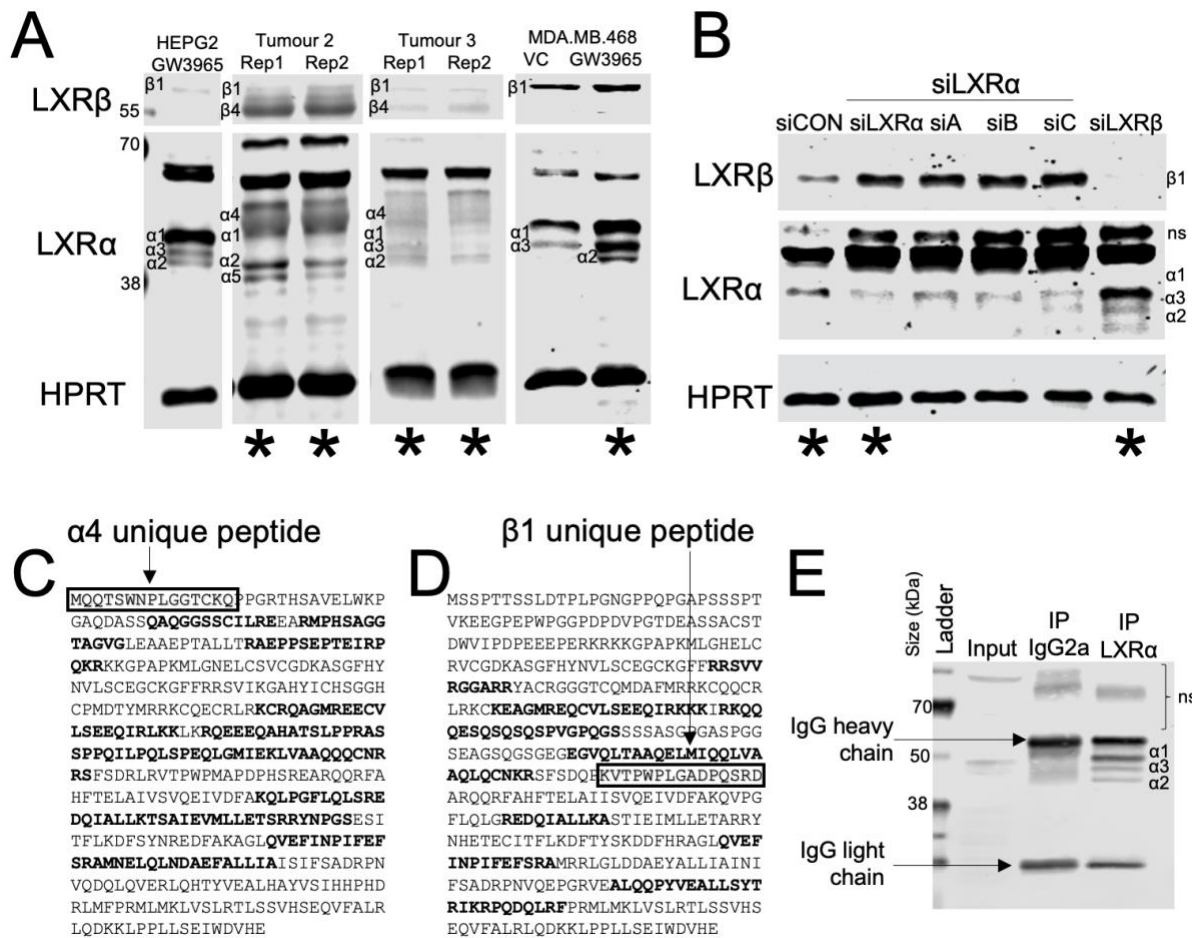 A
HEPG2
GW3965
Tumour 2
Rep1 Rep2
Tumour 3
Rep1 Rep2
MDA.MB.468
VC GW3965
LXRβ
β1
55
β1
β4
β1
β4
β1
LXRα
70
38
α1
α3
α2
α4
α1
α2
α5
α4
α1
α3
α2
α1
α3
α2
HPRT
* * * * *
B
siLXRα
siCON siLXRα siA siB siC siLXRβ
LXRβ
β1
LXRα
ns
α1
α3
α2
HPRT
* * *
C
α4 unique peptide
MQQTSWNPLGGTCKQPPGRTHSAVELWKP
GAQDASSQAQGGSSCILREEARMPHSAGG
TAGVGLEAAEPTALLTRAEPPSEPTEIRP
QKRKKGPAPKMLGNELCSVCGDKASGFHY
NVLSCEGCKGFFRRSVIKGAHYICHSGGH
CPMDTYMRRKCQECRLRKCRQAGMREECV
LSEEQIRLKKLKRQEEEQAHATSLPPRAS
SPPQILPQLSPEQLGMIEKLVAAQQQCNR
RSFSDRLRVTPWPMAPDPHSREARQQRFA
HFTELAIVSVQEIVDFAKQLPGFLQLSRE
DQIALLKTSAIEVMLLETSRRYNPGSESI
TFLKDFSYNREDFAKAGLQVEFINPIFEF
SRAMNELQLNDAEFALLIAISIFSADRPN
VQDQLQVERLQHTYVEALHAYVSIHHPHD
RLMFPRMLMKLVSLRTLSSVHSEQVFALR
LQDKKLPPLLSEIWDVHE
D
β1 unique peptide
MSSPTTSSLDTPLPGNGPPQPGAPSSSPT
VKEEGPEPWPGGPDPDVPGTDEASSACST
DWVIPDPEEEPERKRKKGPAPKMLGHELC
RVCGDKASGFHYNVLSCEGCKGFFRRSVV
RGGARRYACRGGGTCQMDAFMRRKCQQCR
LRKCKEAGMREQCVLSEEQIRKKKIRKQQ
QESQSQSQSPVGPQGSSSSASGPGASPGG
SEAGSQGSGEGEGVQLTAAQELMIQQLVA
AQLQCNKRSFSDQPKVTPWPLGADPQSRD
ARQQRFAHFTELAIISVQEIVDFAKQVPG
FLQLGREDQIALLKASTIEIMLLETARRY
NHETECITFLKDFTYSKDDFHRAGLQVEF
INPIFEFSRAMRRLGLDDAEYALLIAINI
FSADRPNVQEPGRVEALQQPYVEALLSYT
RIKRPQDQLRFPRMLMKLVSLRTLSSVHS
EQVFALRLQDKKLPPLLSEIWDVHE
E
Size (kDa)
Ladder
Input
IP
IgG2a
IP
LXRα
70
50
38
IgG heavy
chain
IgG light
chain
ns
α1
α3
α2